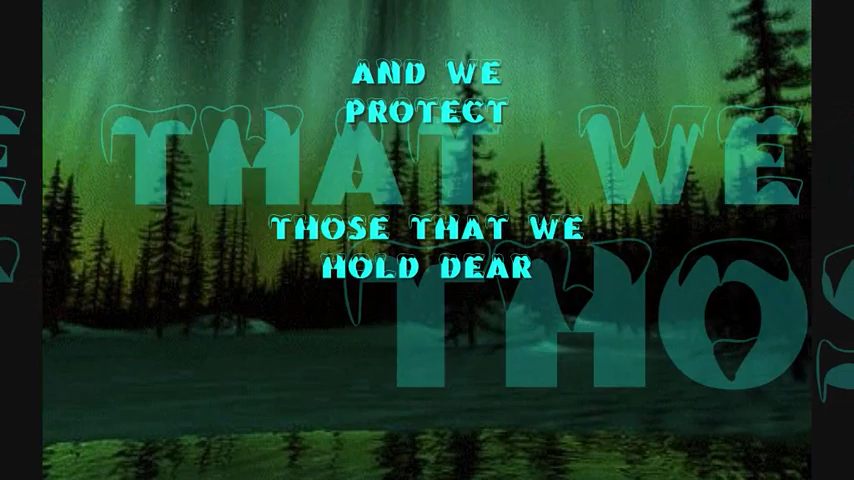 AND WE
PROTECT
THAT WE
THOSE THAT WE
HOLD DEAR
THOS